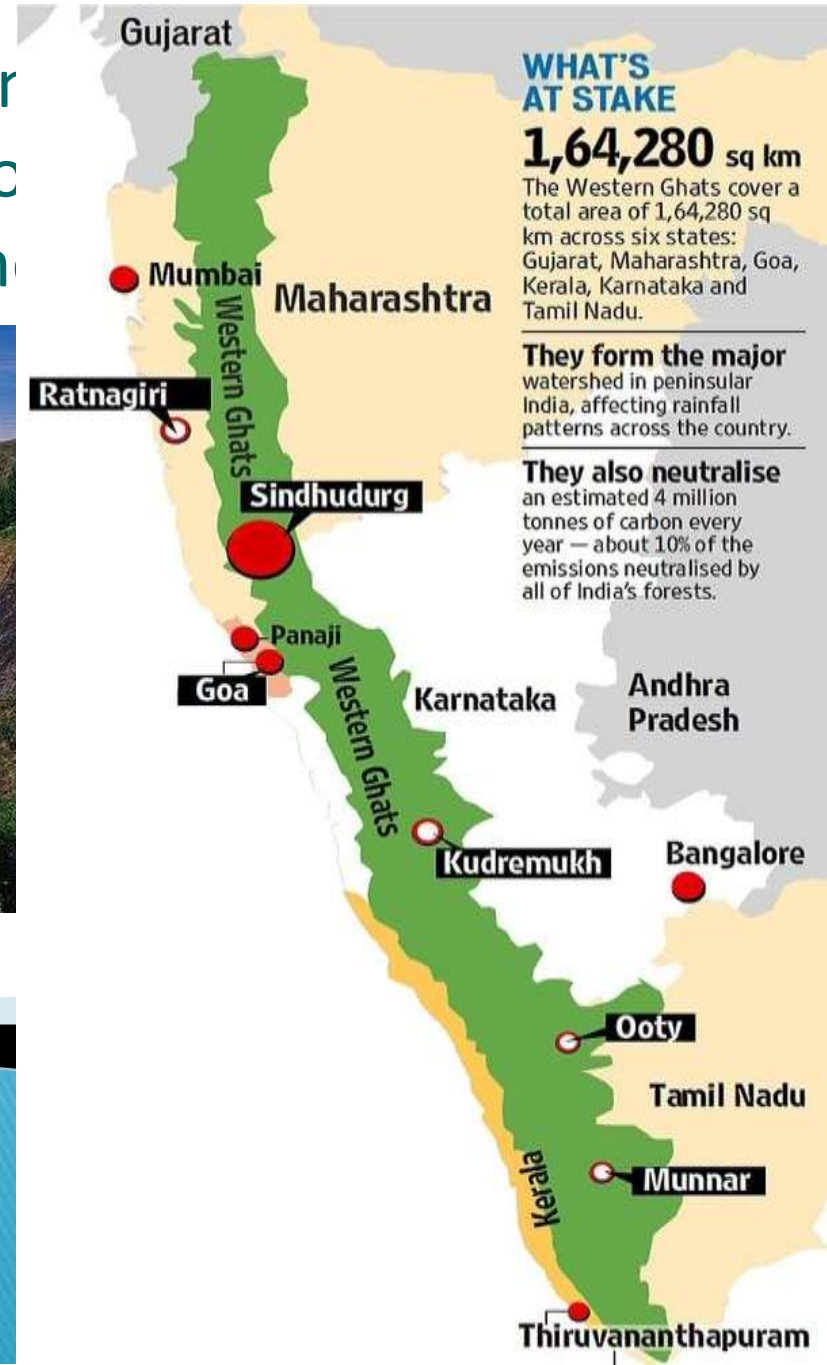 Gujarat
WHAT'S
AT STAKE
1,64,280 sq km
The Western Ghats cover a
total area of 1,64,280 sq
km across six states:
Gujarat, Maharashtra, Goa,
Kerala, Karnataka and
Tamil Nadu.
They form the major
watershed in peninsular
India, affecting rainfall
patterns across the country.
They also neutralise
an estimated 4 million
tonnes of carbon every
year — about 10% of the
emissions neutralised by
all of India's forests.
Mumbai
Maharashtra
Western Ghats
Ratnagiri
Sindhudurg
Panaji
Goa
Western Ghats
Karnataka
Andhra
Pradesh
Kudremukh
Bangalore
Ooty
Tamil Nadu
Munnar
Kerala
Thiruvananthapuram